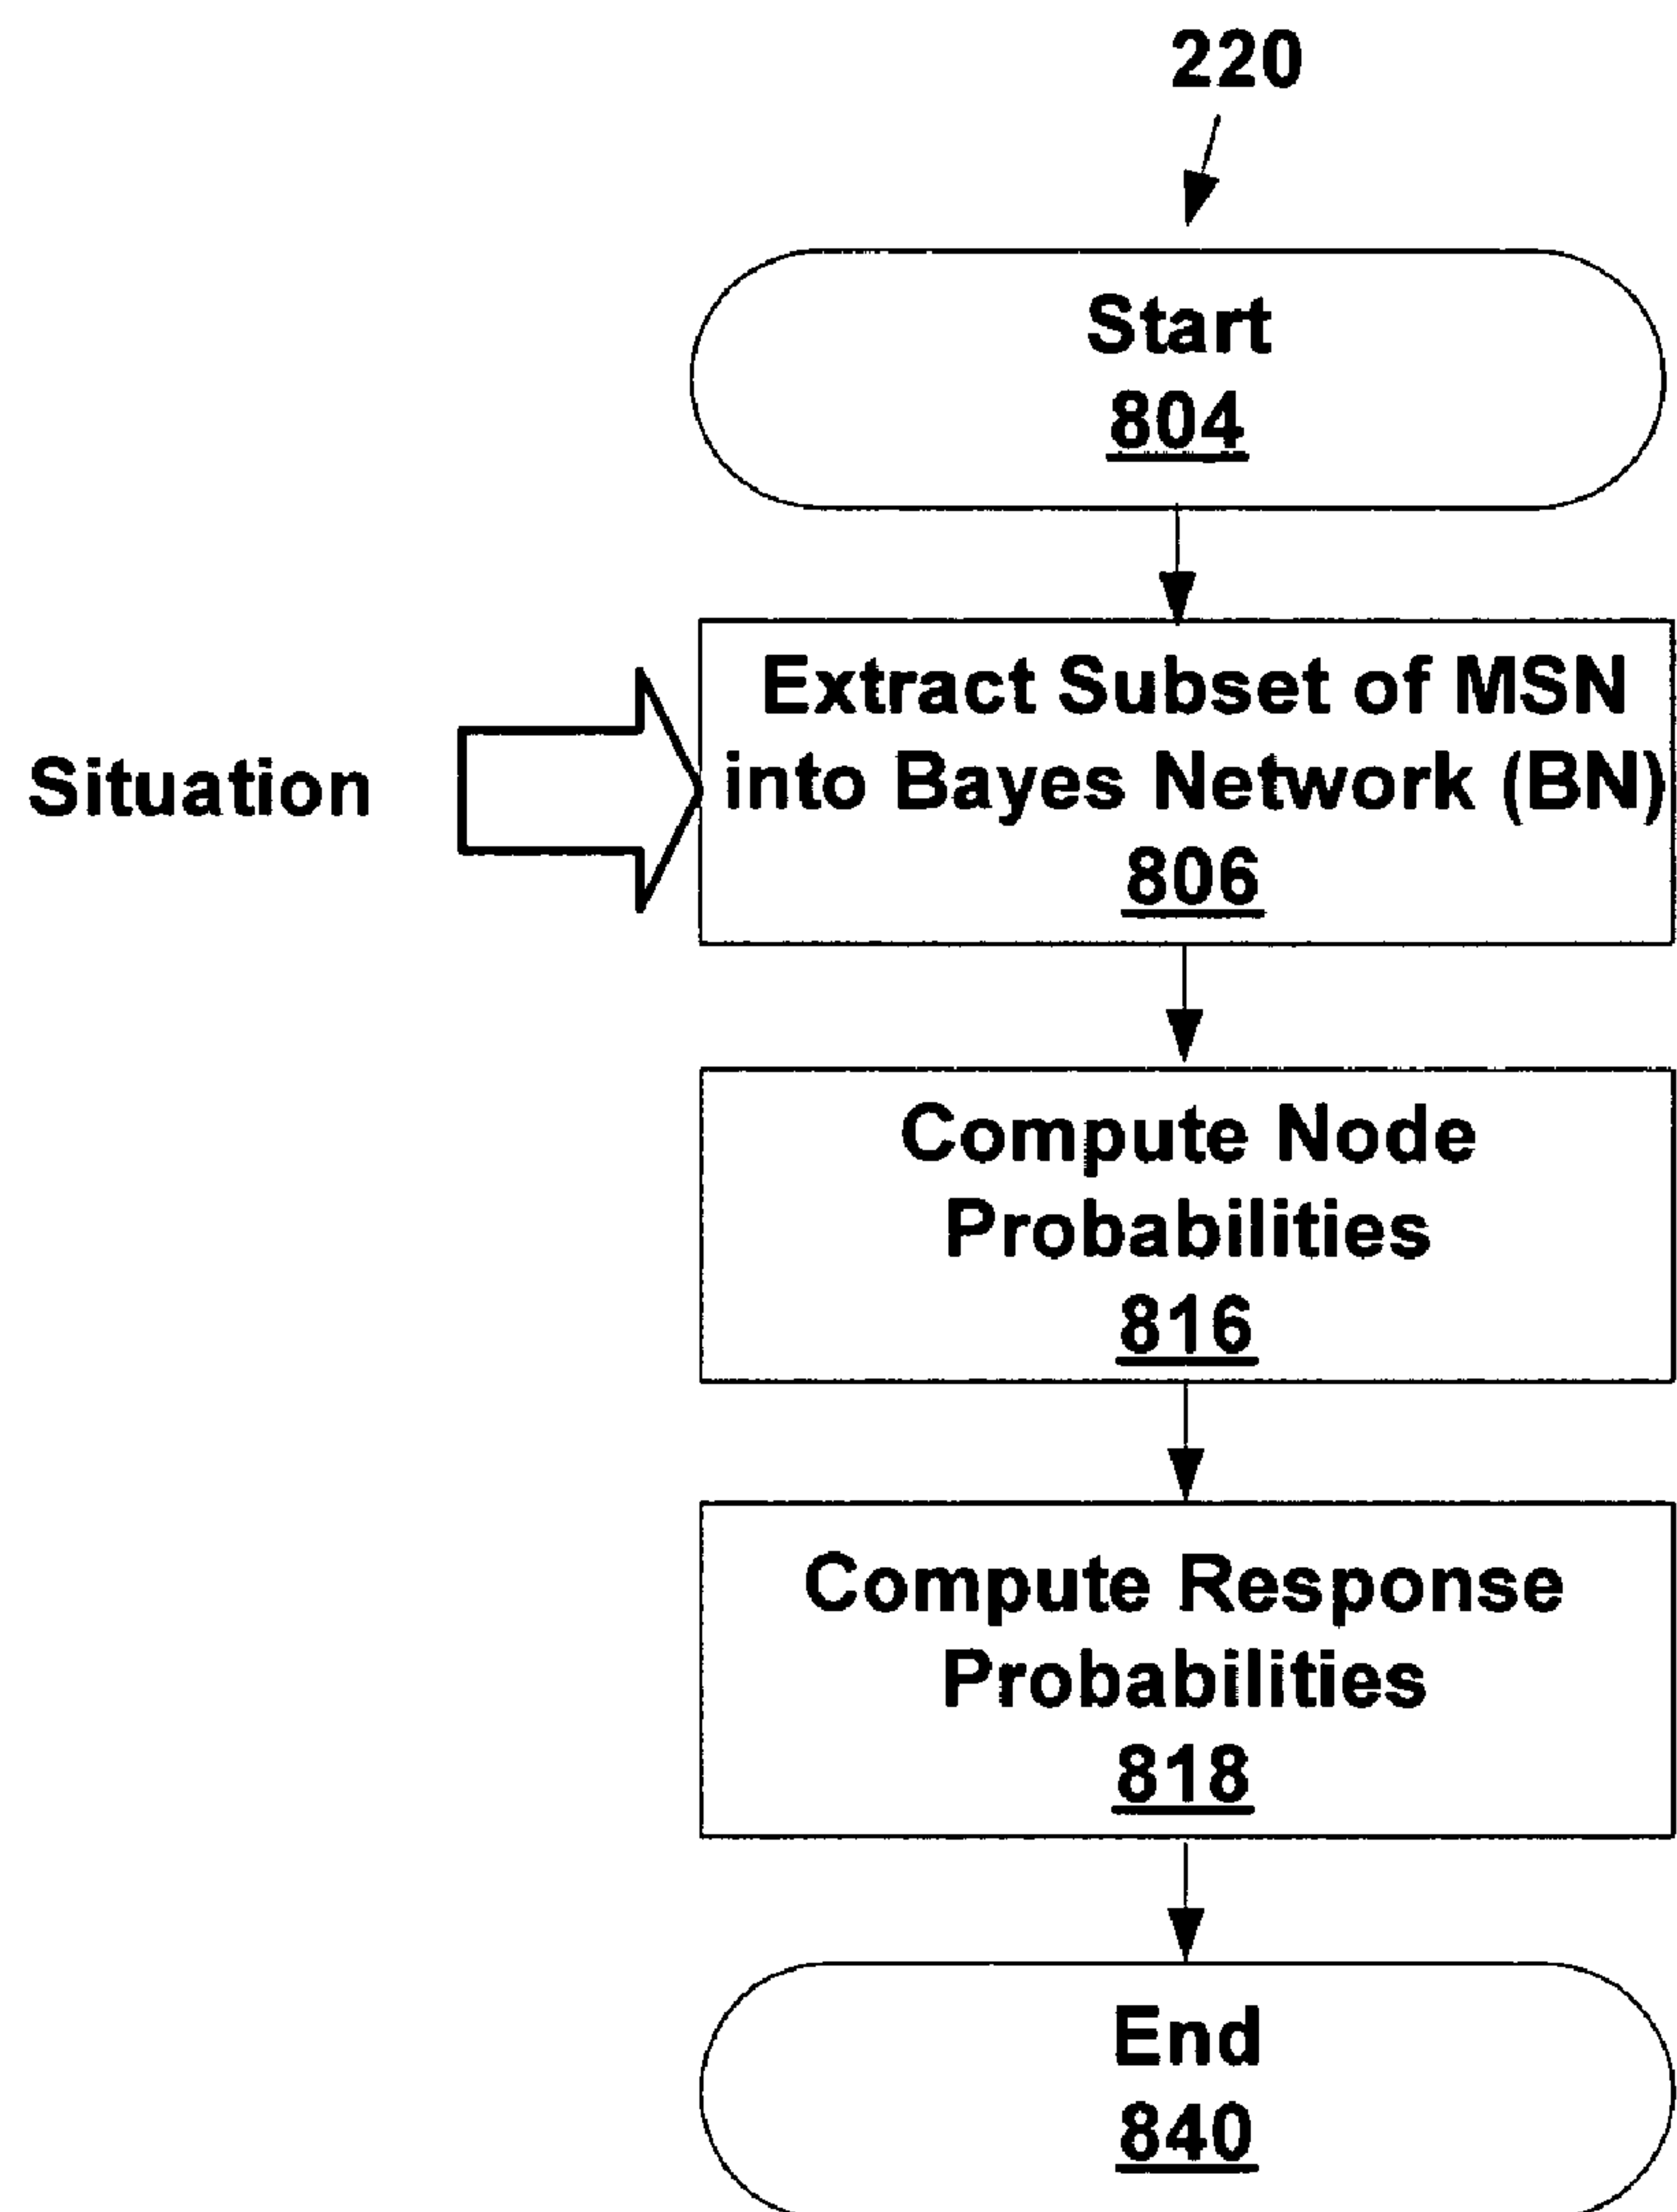 220
Start
804
Situation
Extract Subset of MSN
into Bayes Network (BN)
806
Compute Node
Probabilities
816
Compute Response
Probabilities
818
End
840